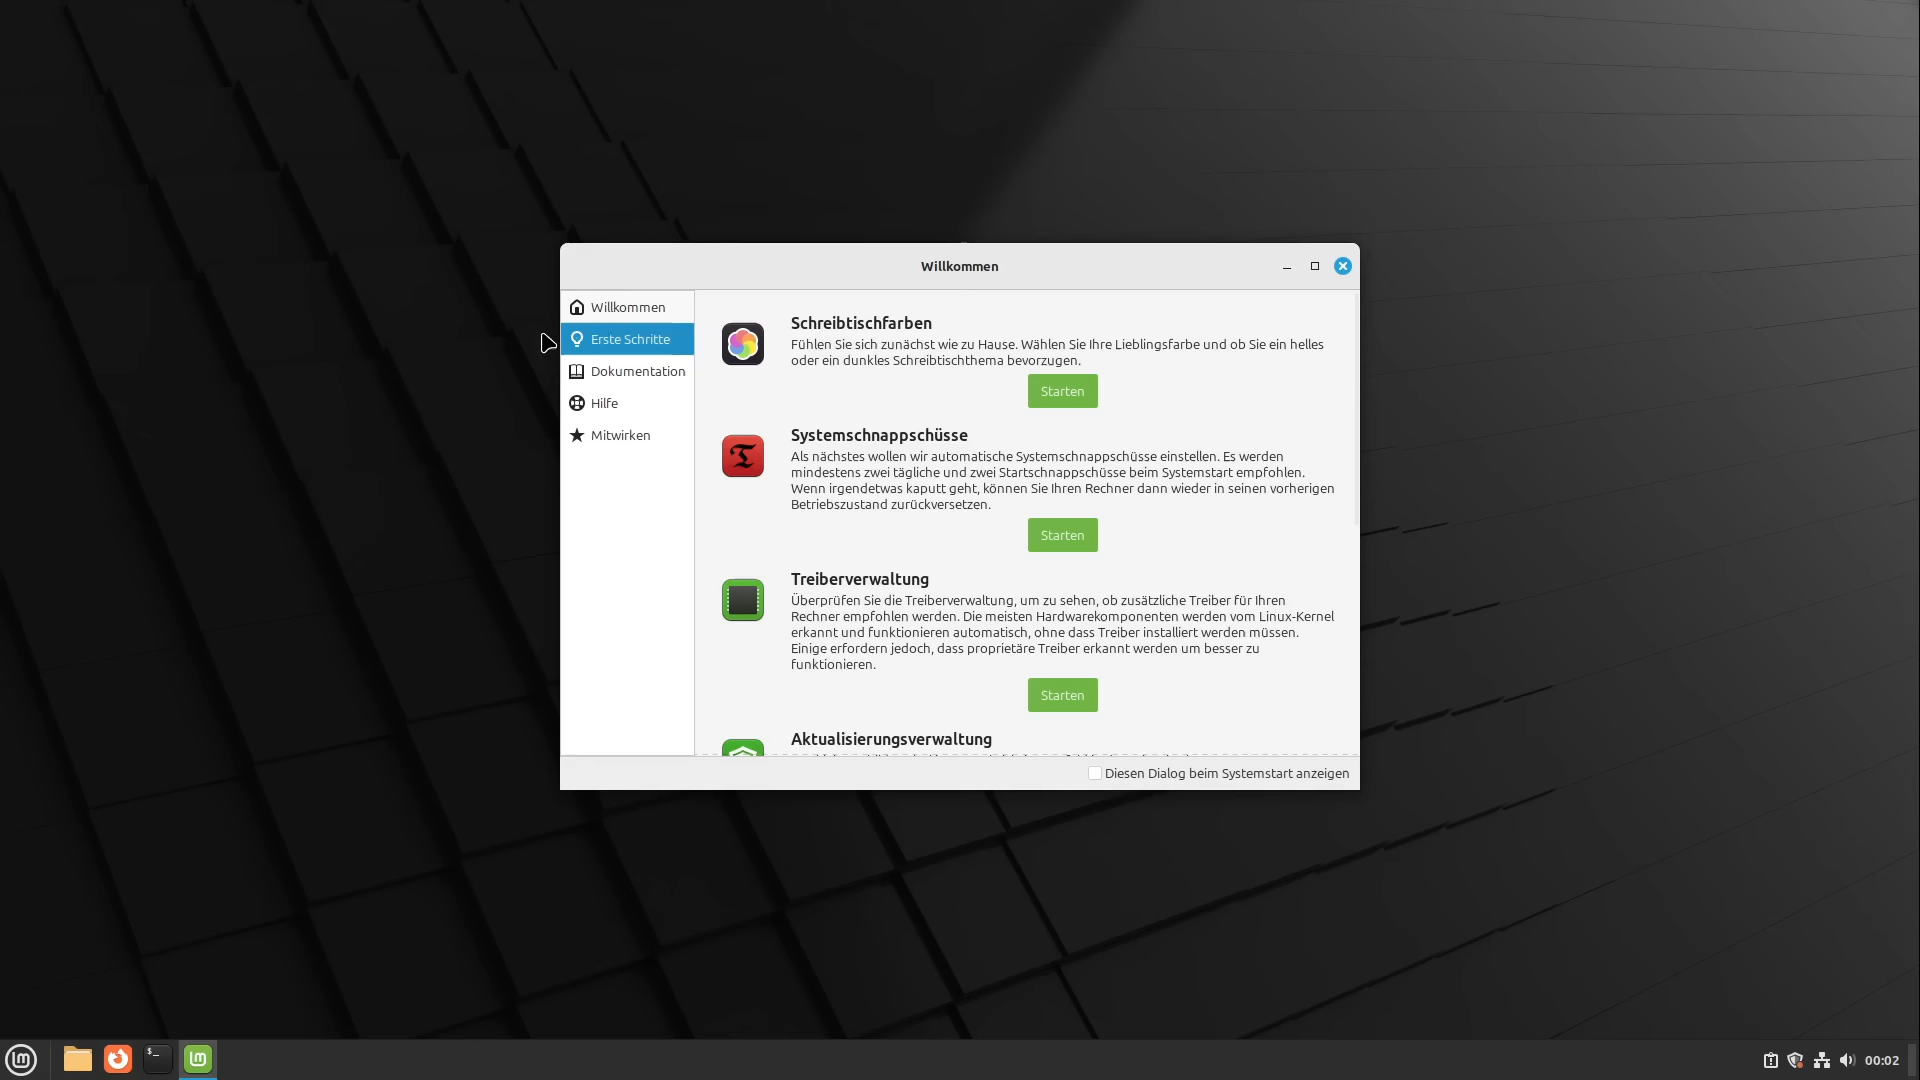 Willkommen
Willkommen
Erste Schritte
Dokumentation
Hilfe
Mitwirken
Schreibtischfarben
Fühlen Sie sich zunächst wie zu Hause. Wählen Sie Ihre Lieblingsfarbe und ob Sie ein helles
oder ein dunkles Schreibtischthema bevorzugen.
Starten
Systemschnappschüsse
Als nächstes wollen wir automatische Systemschnappschüsse einstellen. Es werden
mindestens zwei tägliche und zwei Startschnappschüsse beim Systemstart empfohlen.
Wenn irgendetwas kaputt geht, können Sie Ihren Rechner dann wieder in seinen vorherigen
Betriebszustand zurückversetzen.
Starten
Treiberverwaltung
Überprüfen Sie die Treiberverwaltung, um zu sehen, ob zusätzliche Treiber für Ihren
Rechner empfohlen werden. Die meisten Hardwarekomponenten werden vom Linux-Kernel
erkannt und funktionieren automatisch, ohne dass Treiber installiert werden müssen.
Einige erfordern jedoch, dass proprietäre Treiber erkannt werden um besser zu
funktionieren.
Starten
Aktualisierungsverwaltung
Diesen Dialog beim Systemstart anzeigen
00:02